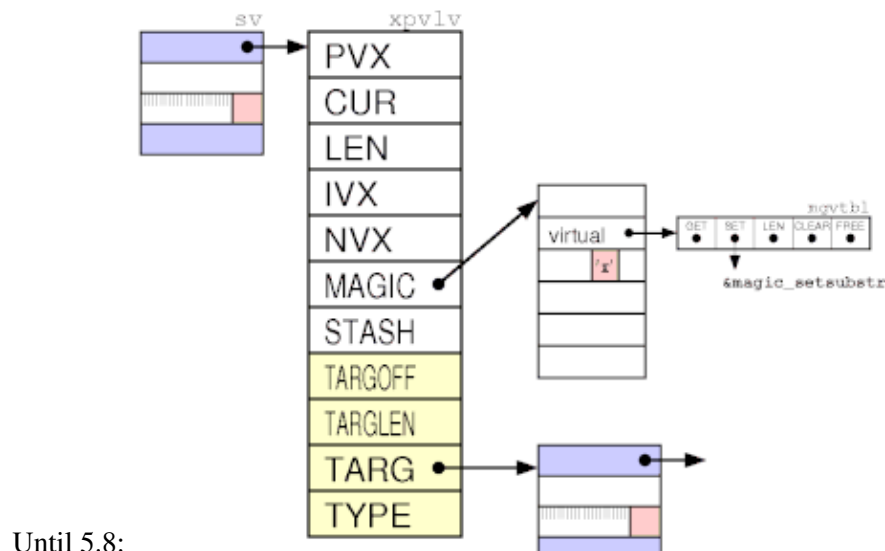 sv xpvlv
PVX
CUR
LEN
IVX
NVX
MAGIC
STASH
TARGOFF
TARGLEN
TARG
TYPE
virtual
mgvtbl
GET SET LEN CLEAR FREE
'x'
&magic_setsubstr
Until 5.8: